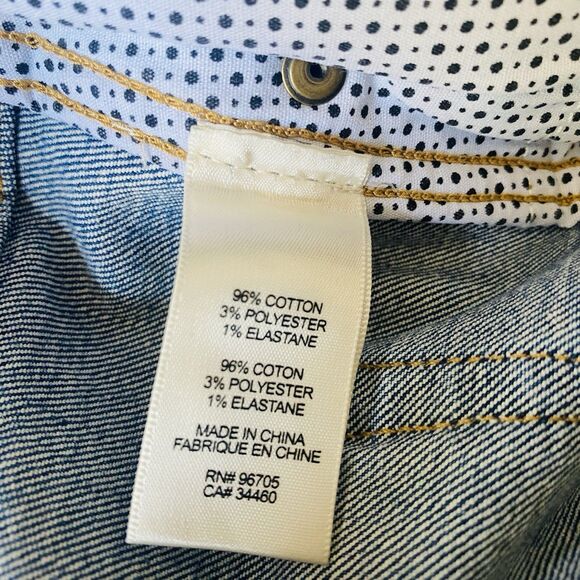 96% COTTON
3% POLYESTER
1% ELASTANE
96% COTON
3% POLYESTER
1% ELASTANE
MADE IN CHINA
FABRIQUE EN CHINE
RN# 96705
CA# 34460